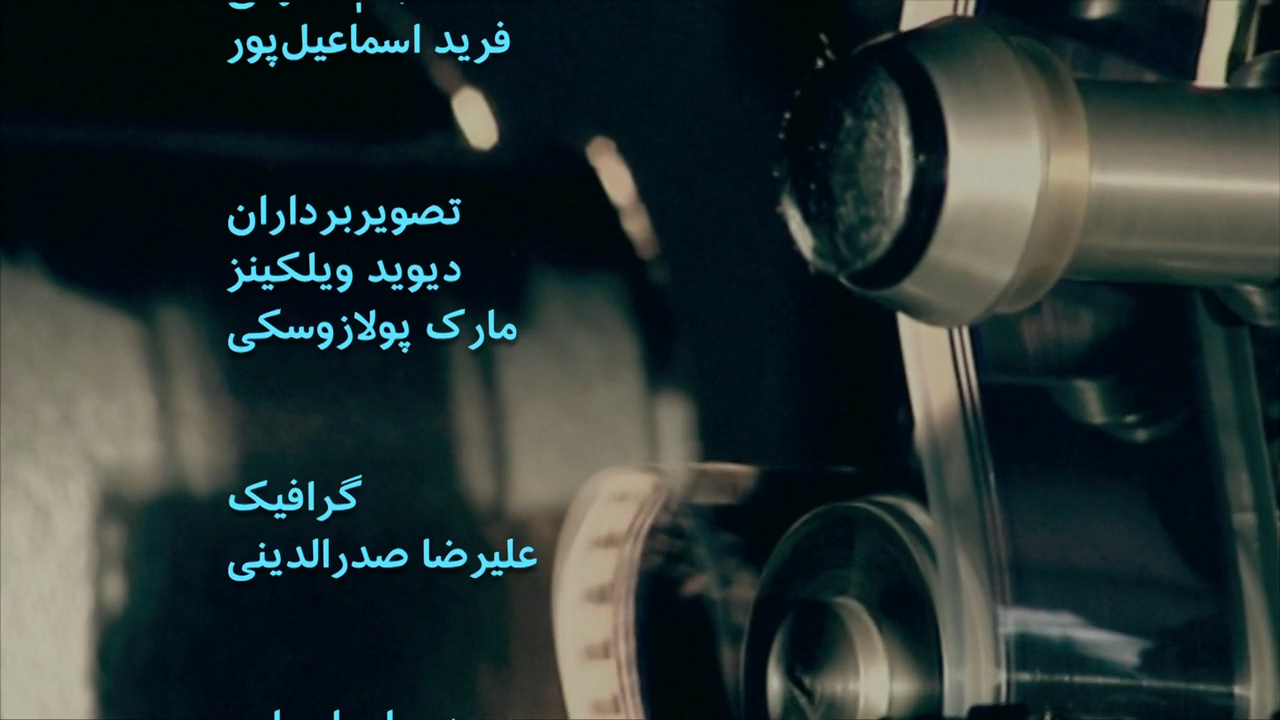 فرید اسماعیل‌پور
تصویربرداران
دیوید ویلکینز
مارک پولازوسکی
گرافیک
علیرضا صدرالدینی